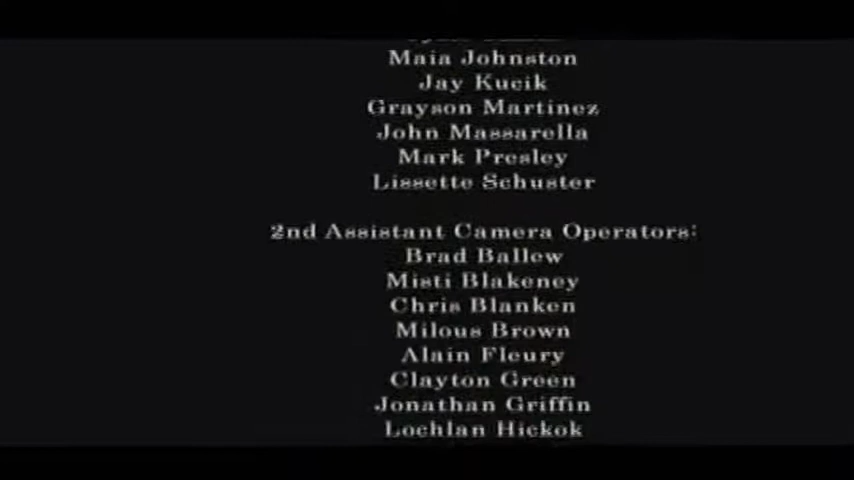 Maia Johnston
Jay Kucik
Grayson Martinez
John Massarella
Mark Presley
Lissette Schuster
2nd Assistant Camera Operators:
Brad Ballew
Misti Blakeney
Chris Blanken
Milous Brown
Alain Fleury
Clayton Green
Jonathan Griffin
Lochlan Hickok